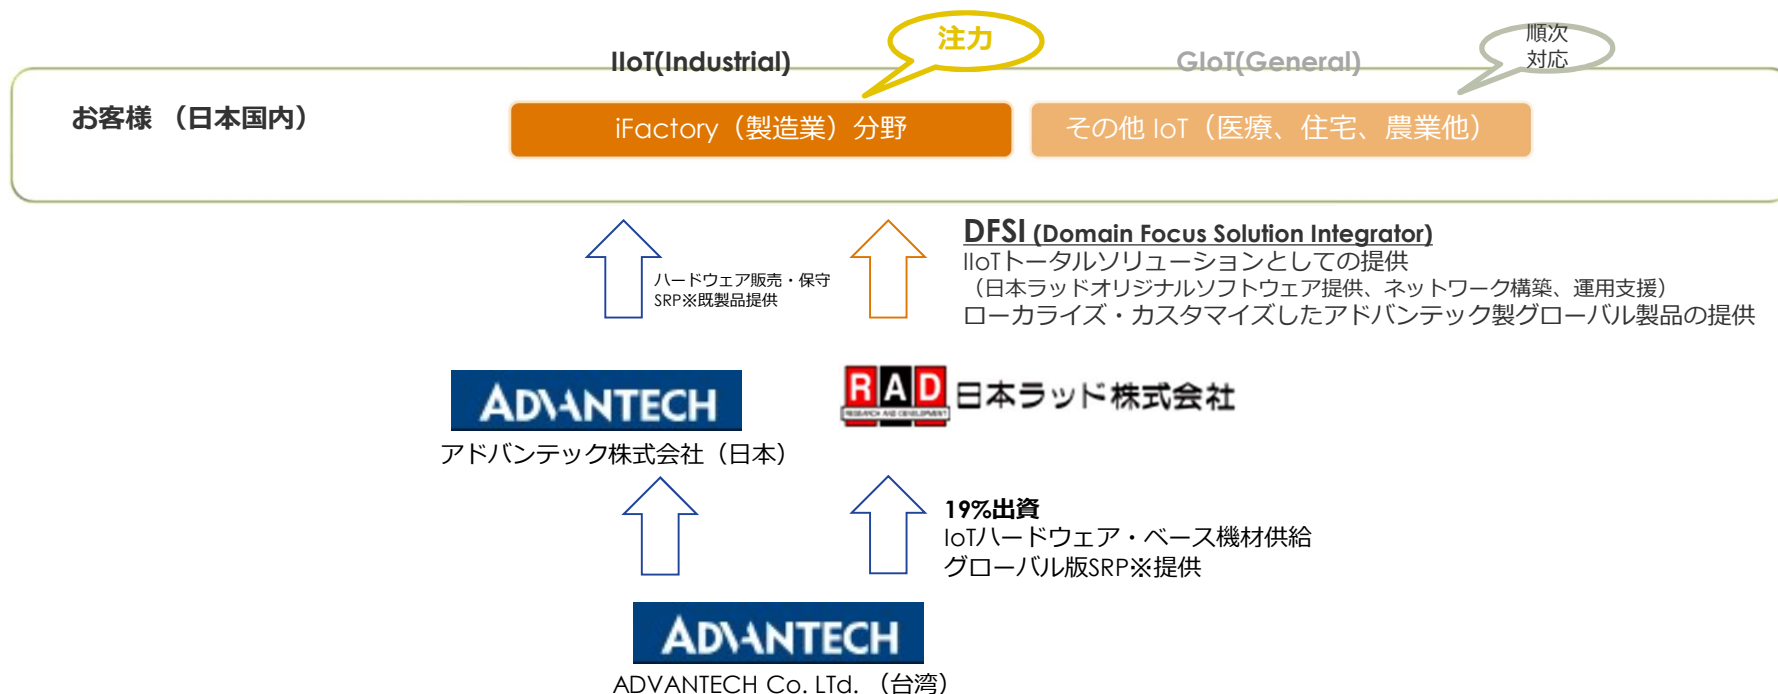 注力
順次
対応
IIoT(Industrial)
GIoT(General)
お客様 （日本国内）
iFactory（製造業）分野
その他 IoT（医療、住宅、農業他）
ハードウェア販売・保守
SRP※既製品提供
DFSI (Domain Focus Solution Integrator)
IIoTトータルソリューションとしての提供
（日本ラッドオリジナルソフトウェア提供、ネットワーク構築、運用支援）
ローカライズ・カスタマイズしたアドバンテック製グローバル製品の提供
ADVANTECH
アドバンテック株式会社（日本）
RAD 日本ラッド株式会社
RESEARCH AND DEVELOPMENT
19%出資
IoTハードウェア・ベース機材供給
グローバル版SRP※提供
ADVANTECH
ADVANTECH Co. LTd. （台湾）